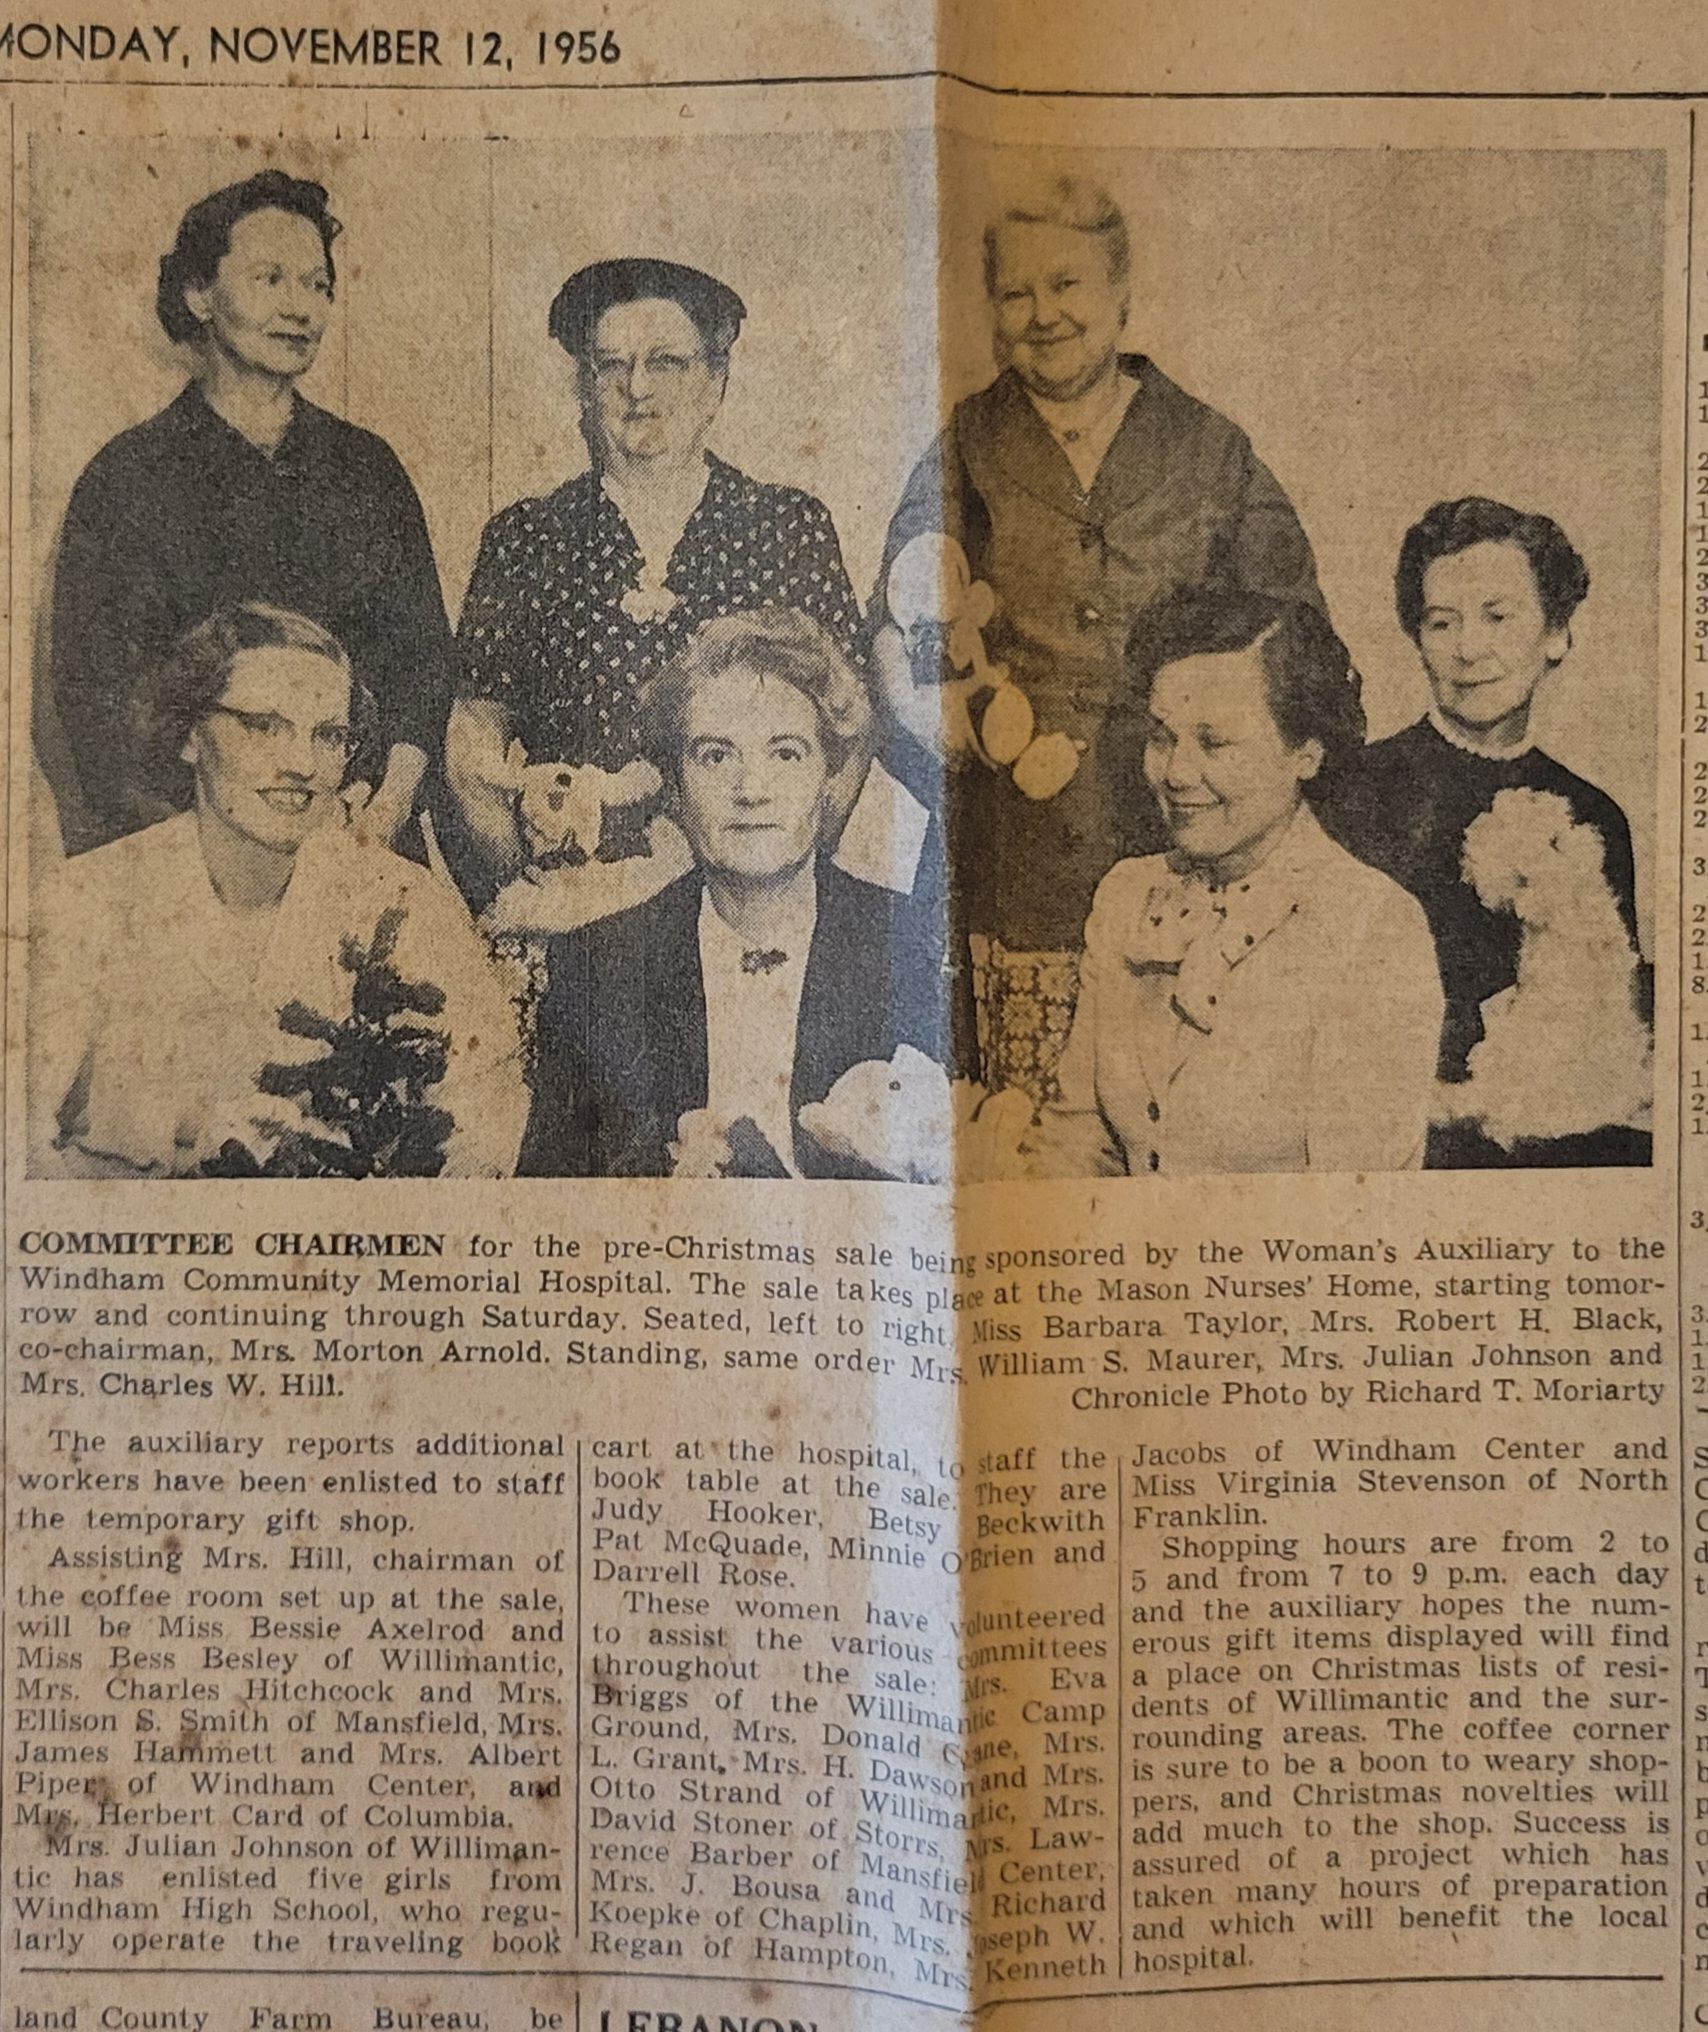 MONDAY, NOVEMBER 12, 1956
COMMITTEE CHAIRMEN for the pre-Christmas sale being sponsored by the Woman's Auxiliary to the
Windham Community Memorial Hospital. The sale takes place at the Mason Nurses' Home, starting tomor-
row and continuing through Saturday. Seated, left to right, Miss Barbara Taylor, Mrs. Robert H. Black,
co-chairman, Mrs. Morton Arnold. Standing, same order Mrs. William S. Maurer, Mrs. Julian Johnson and
Mrs. Charles W. Hill.
Chronicle Photo by Richard T. Moriarty
The auxiliary reports additional
workers have been enlisted to staff
the temporary gift shop.
Assisting Mrs. Hill, chairman of
the coffee room set up at the sale,
will be Miss Bessie Axelrod and
Miss Bess Besley of Willimantic,
Mrs. Charles Hitchcock and Mrs.
Ellison S. Smith of Mansfield, Mrs.
James Hammett and Mrs. Albert
Piper, of Windham Center, and
Mrs. Herbert Card of Columbia.
Mrs. Julian Johnson of Williman-
tic has enlisted five girls from
Windham High School, who regu-
larly operate the traveling book
cart at the hospital, to staff the
book table at the sale. They are
Judy Hooker, Betsy Beckwith
Pat McQuade, Minnie O'Brien and
Darrell Rose.
These women have volunteered
to assist the various committees
throughout the sale: Mrs. Eva
Briggs of the Willimantic Camp
Ground, Mrs. Donald Crane, Mrs.
L. Grant, Mrs. H. Dawson and Mrs.
Otto Strand of Willimantic, Mrs.
David Stoner of Storrs, Mrs. Law-
rence Barber of Mansfield Center,
Mrs. J. Bousa and Mrs. Richard
Koepke of Chaplin, Mrs. Joseph W.
Regan of Hampton, Mrs. Kenneth
Jacobs of Windham Center and
Miss Virginia Stevenson of North
Franklin.
Shopping hours are from 2 to
5 and from 7 to 9 p.m. each day
and the auxiliary hopes the num-
erous gift items displayed will find
a place on Christmas lists of resi-
dents of Willimantic and the sur-
rounding areas. The coffee corner
is sure to be a boon to weary shop-
pers, and Christmas novelties will
add much to the shop. Success is
assured of a project which has
taken many hours of preparation
and which will benefit the local
hospital.
land County Farm Bureau, be
LEBANON